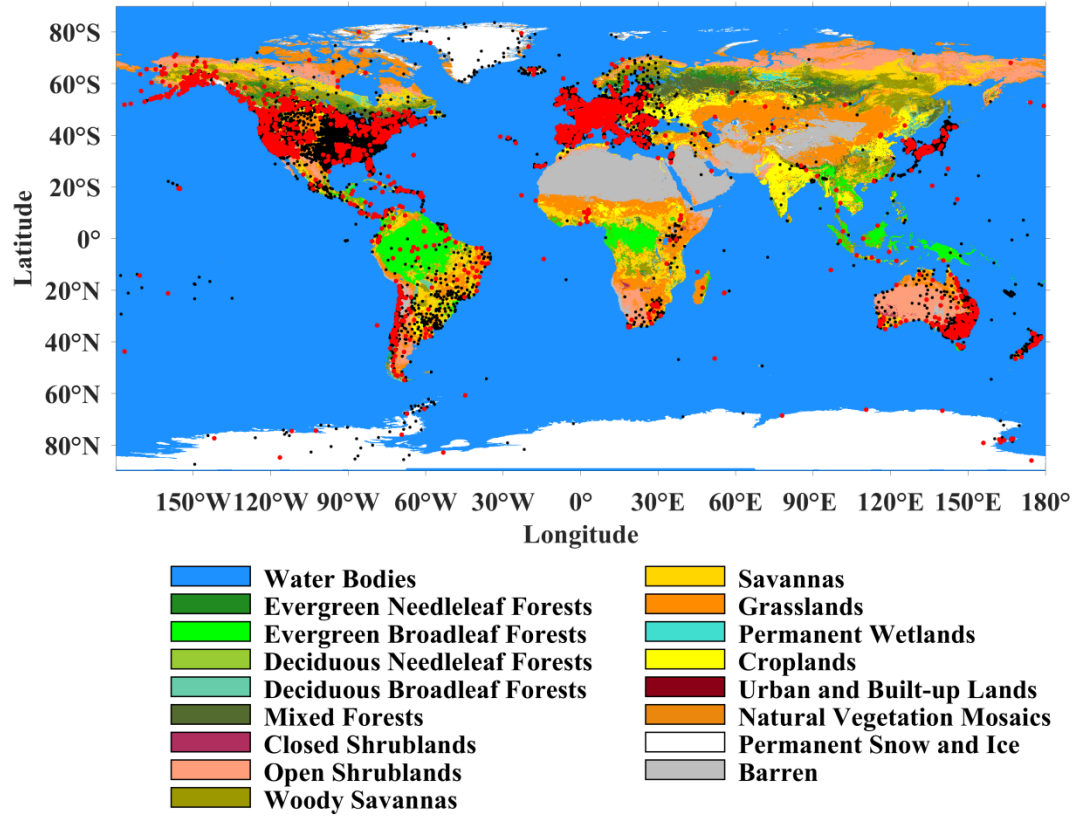 80°S
60°S
40°S
20°S
0°
20°N
40°N
60°N
80°N
Latitude
150°W 120°W 90°W 60°W 30°W 0° 30°E 60°E 90°E 120°E 150°E 180°
Longitude
Water Bodies
Evergreen Needleleaf Forests
Evergreen Broadleaf Forests
Deciduous Needleleaf Forests
Deciduous Broadleaf Forests
Mixed Forests
Closed Shrublands
Open Shrublands
Woody Savannas
Savannas
Grasslands
Permanent Wetlands
Croplands
Urban and Built-up Lands
Natural Vegetation Mosaics
Permanent Snow and Ice
Barren